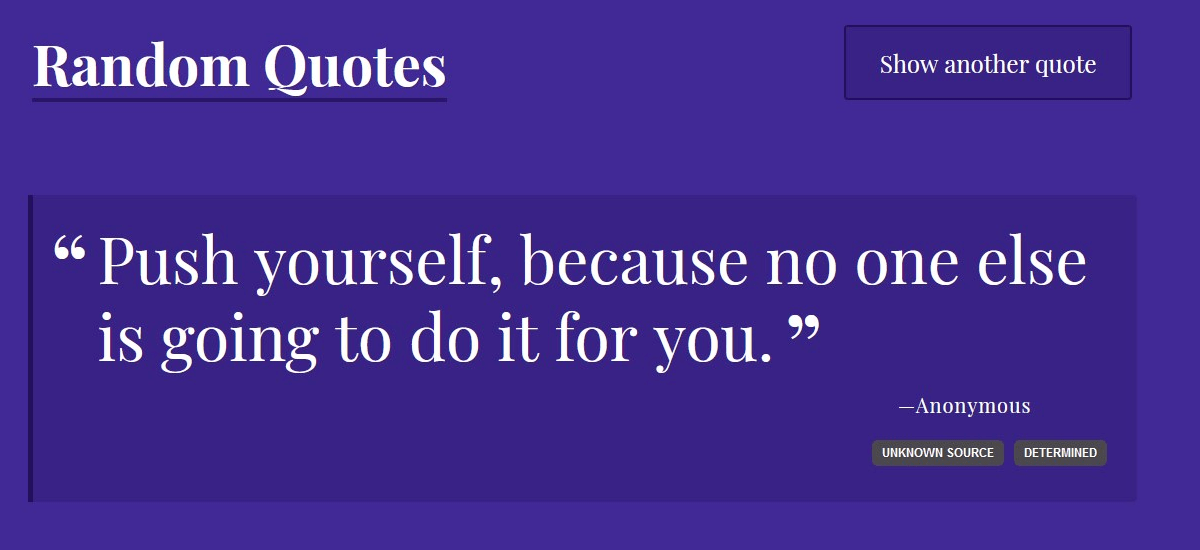 Random Quotes
Show another quote
“ Push yourself, because no one else
is going to do it for you. ”
—Anonymous
UNKNOWN SOURCE
DETERMINED